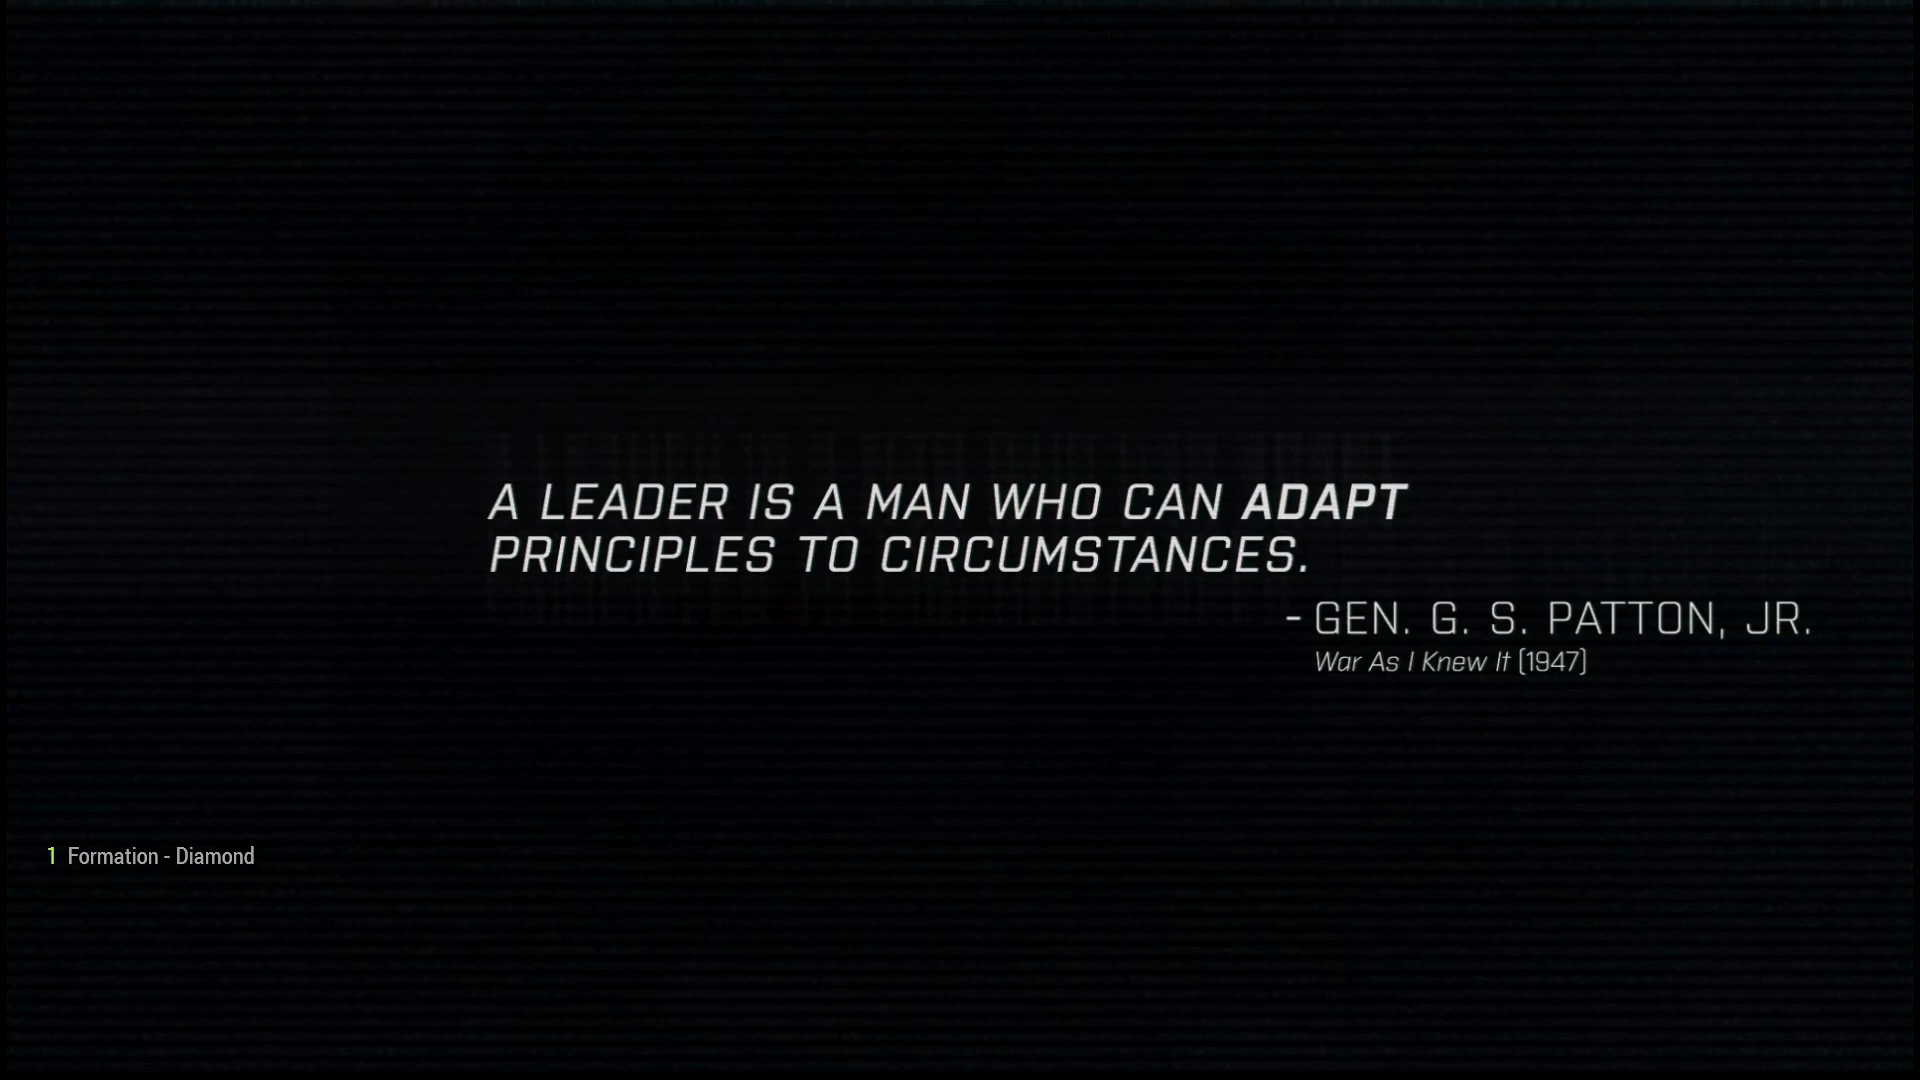 A LEADER IS A MAN WHO CAN ADAPT
PRINCIPLES TO CIRCUMSTANCES.
- GEN. G. S. PATTON, JR.
War As I Knew It (1947)
1 Formation - Diamond